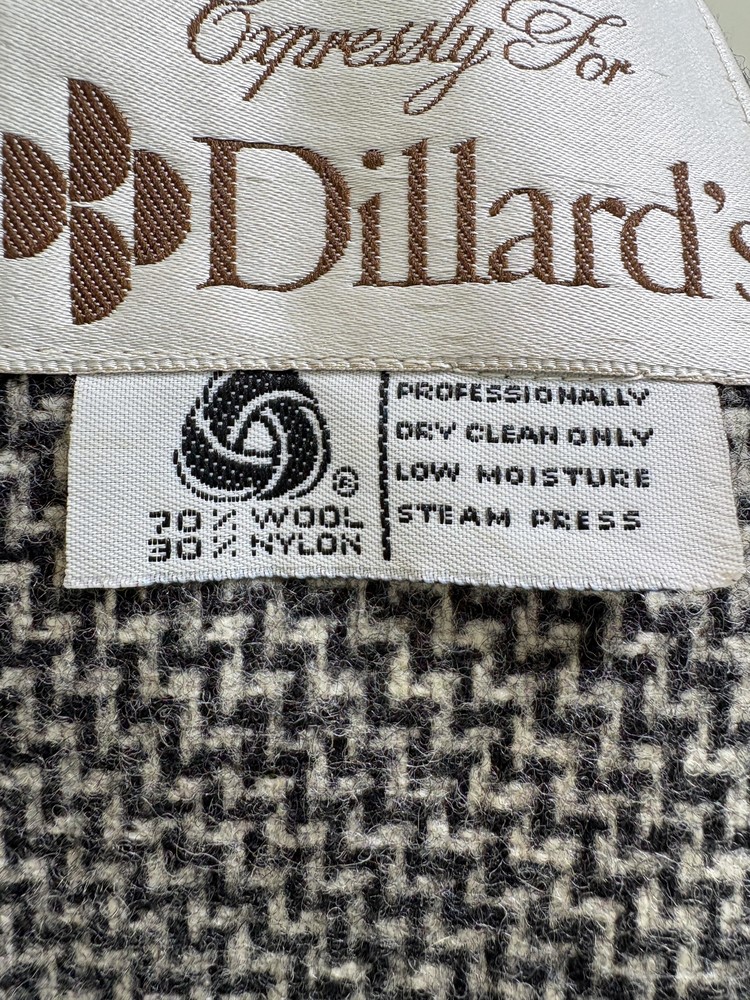 Expressly For
Dillard's
®
70% WOOL
30% NYLON
PROFESSIONALLY
DRY CLEAN ONLY
LOW MOISTURE
STEAM PRESS